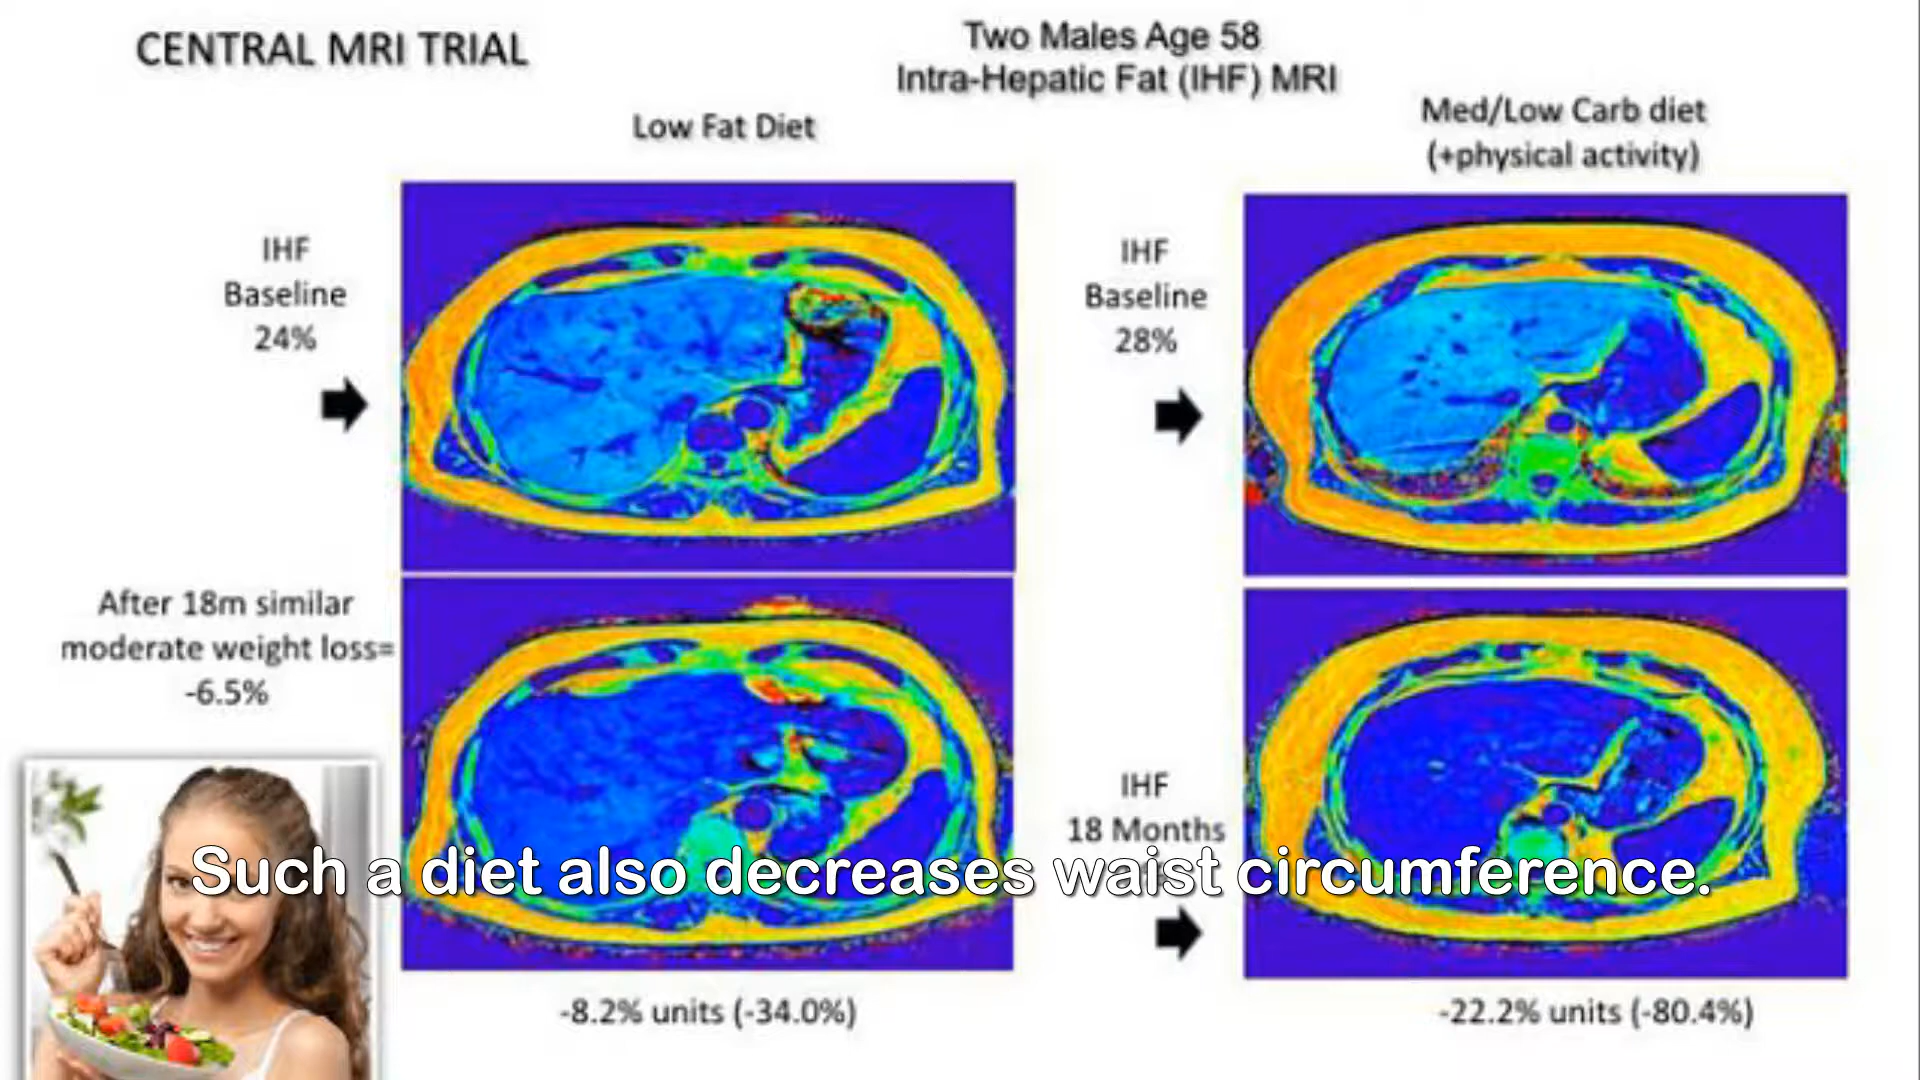 CENTRAL MRI TRIAL
Two Males Age 58
Intra-Hepatic Fat (IHF) MRI
Low Fat Diet
Med/Low Carb diet
(+physical activity)
IHF
Baseline
24%
IHF
Baseline
28%
After 18m similar
moderate weight loss=
-6.5%
IHF
18 Months
Such a diet also decreases waist circumference.
-8.2% units (-34.0%)
-22.2% units (-80.4%)